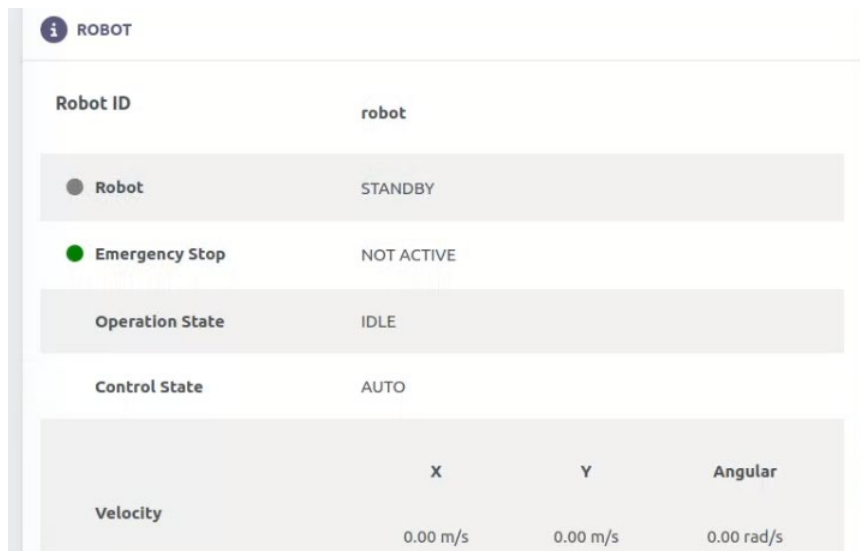 ROBOT
Robot ID robot
Robot STANDBY
Emergency Stop NOT ACTIVE
Operation State IDLE
Control State AUTO
X Y Angular
Velocity
0.00 m/s 0.00 m/s 0.00 rad/s